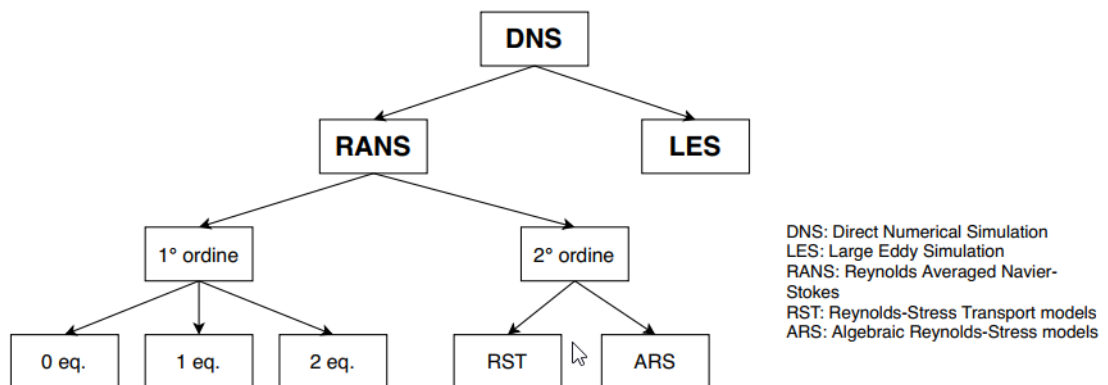 DNS
RANS
LES
1° ordine
2° ordine
DNS: Direct Numerical Simulation
LES: Large Eddy Simulation
RANS: Reynolds Averaged Navier-
Stokes
RST: Reynolds-Stress Transport models
ARS: Algebraic Reynolds-Stress models
0 eq.
1 eq.
2 eq.
RST
ARS